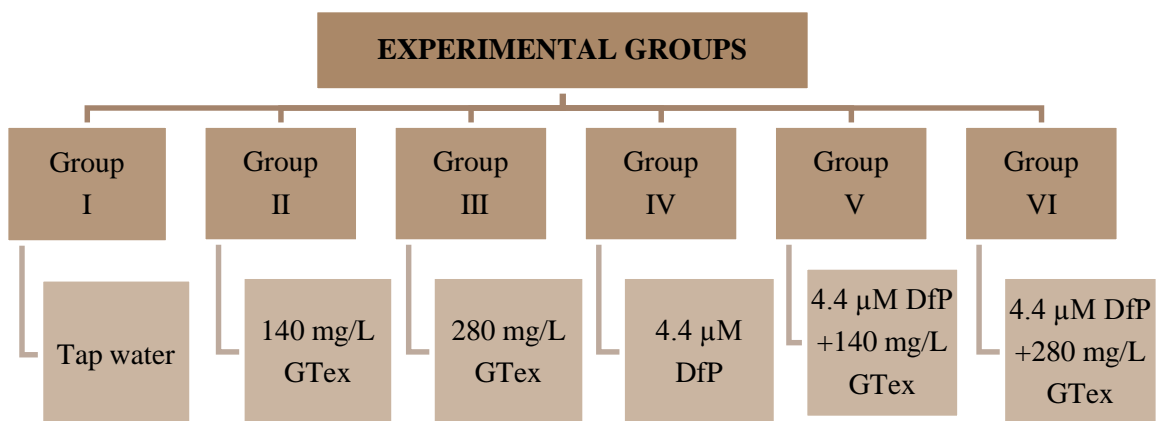 EXPERIMENTAL GROUPS
Group
I
Group
II
Group
III
Group
IV
Group
V
Group
VI
Tap water
140 mg/L
GTex
280 mg/L
GTex
4.4 µM
DfP
4.4 µM DfP
+140 mg/L
GTex
4.4 µM DfP
+280 mg/L
GTex